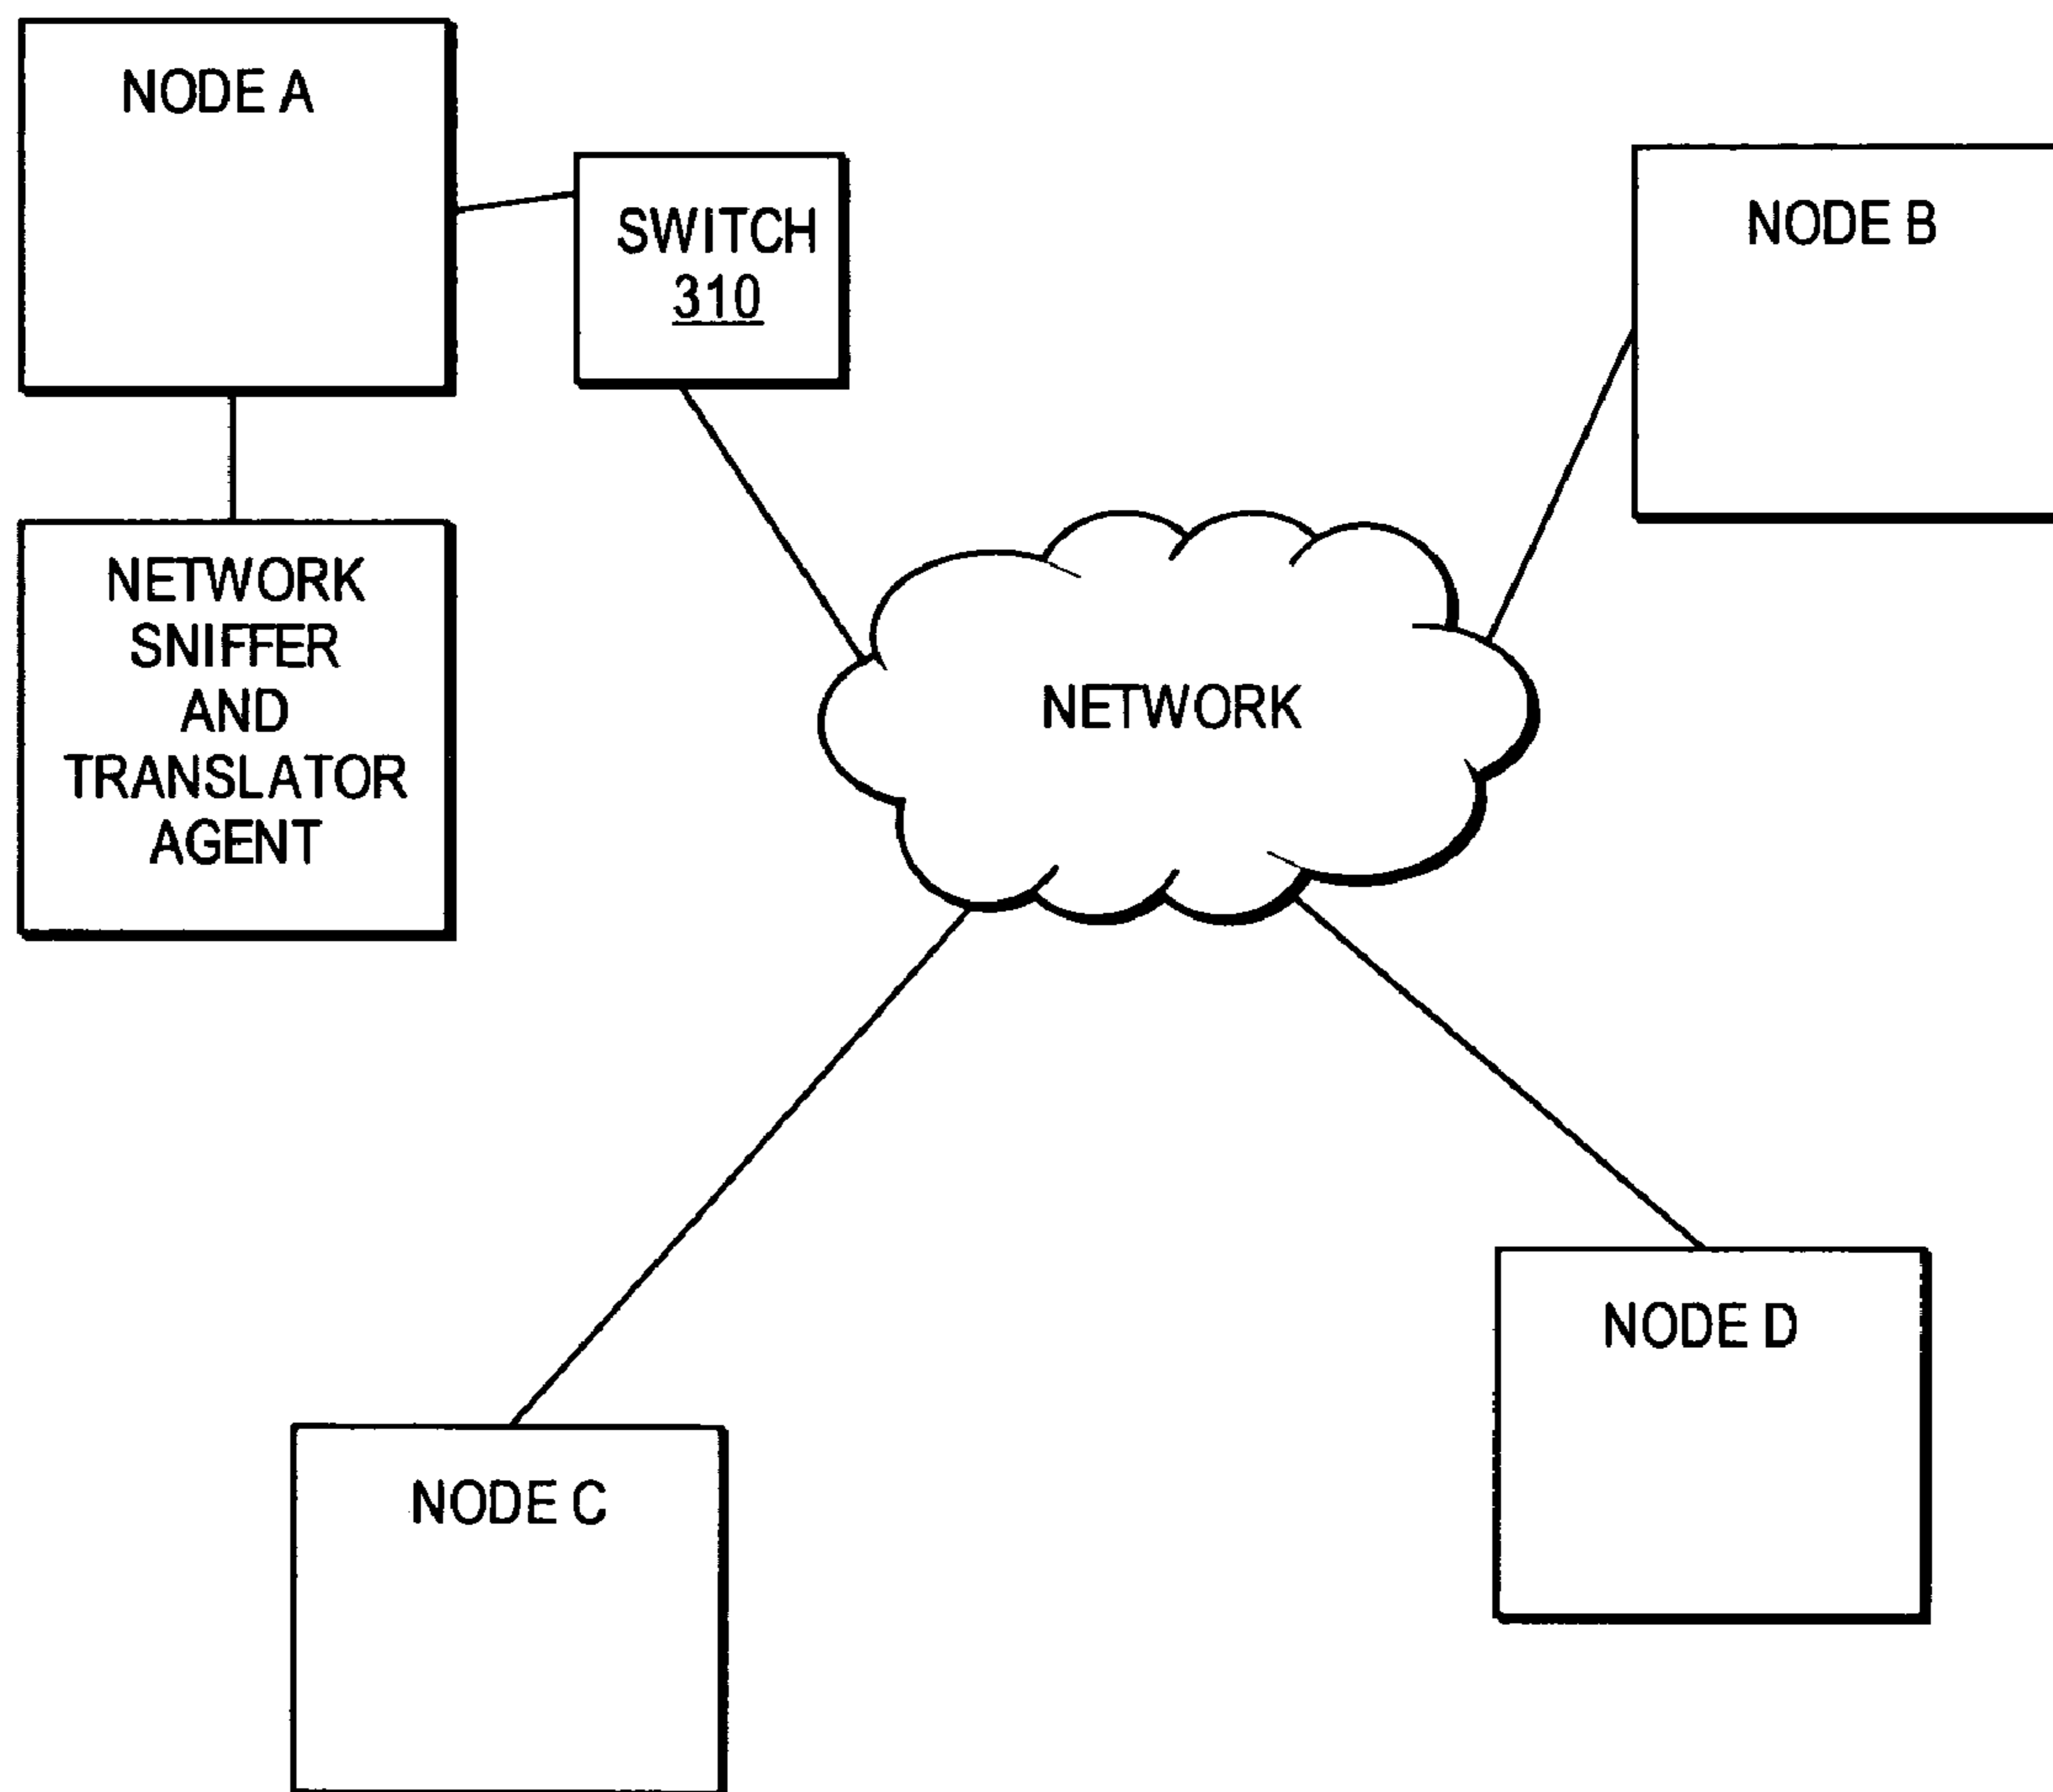 NODE A
SWITCH
310
NODE B
NETWORK
SNIFFER
AND
TRANSLATOR
AGENT
NETWORK
NODE D
NODE C